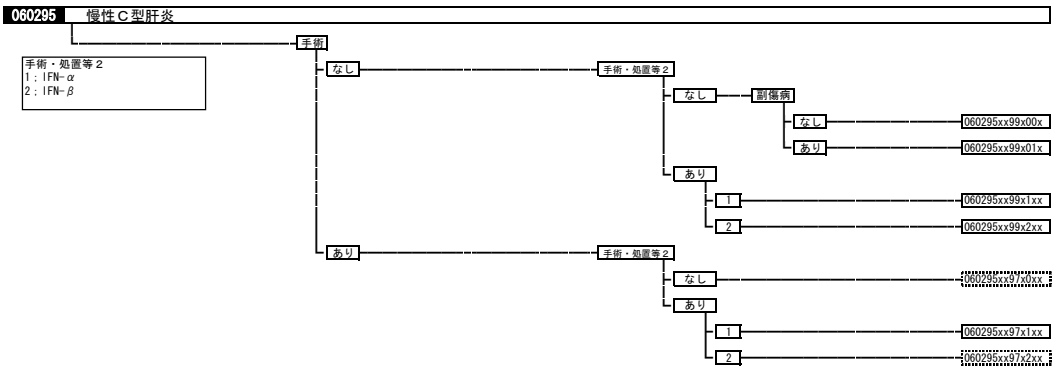 060295 慢性C型肝炎
手術
手術・処置等2
1;IFN-α
2;IFN-β
なし
手術・処置等2
なし
副傷病
なし
060295xx99x00x
あり
060295xx99x01x
あり
1
060295xx99x1xx
2
060295xx99x2xx
あり
手術・処置等2
なし
060295xx97x0xx
あり
1
060295xx97x1xx
2
060295xx97x2xx